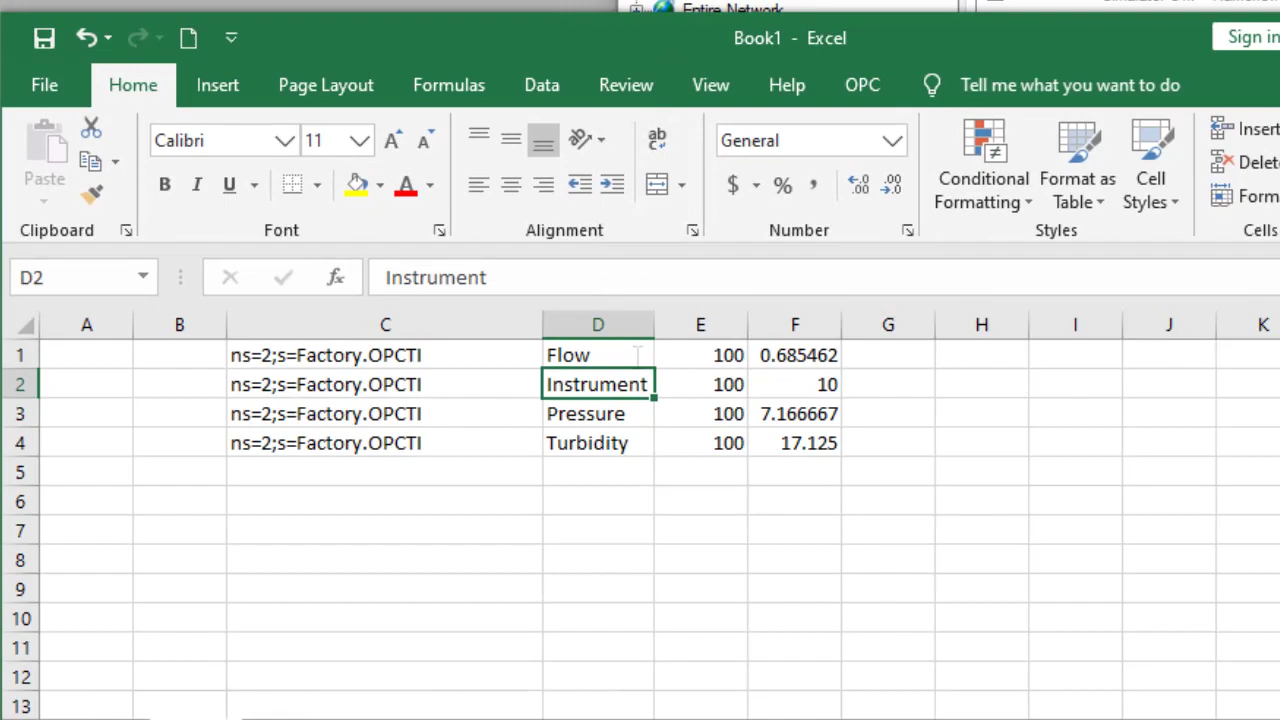 Entire Network
Book1 - Excel
Sign in
File Home Insert Page Layout Formulas Data Review View Help OPC Tell me what you want to do
Paste
Calibri 11
B I U A
ab
General
$ % ,
Conditional Formatting
Format as Table
Cell Styles
Insert
Delete
Form
Clipboard Font Alignment Number Styles Cells
D2 fx Instrument
A B C D E F G H I J K
1 ns=2;s=Factory.OPCTI Flow 100 0.685462
2 ns=2;s=Factory.OPCTI Instrument 100 10
3 ns=2;s=Factory.OPCTI Pressure 100 7.166667
4 ns=2;s=Factory.OPCTI Turbidity 100 17.125
5
6
7
8
9
10
11
12
13